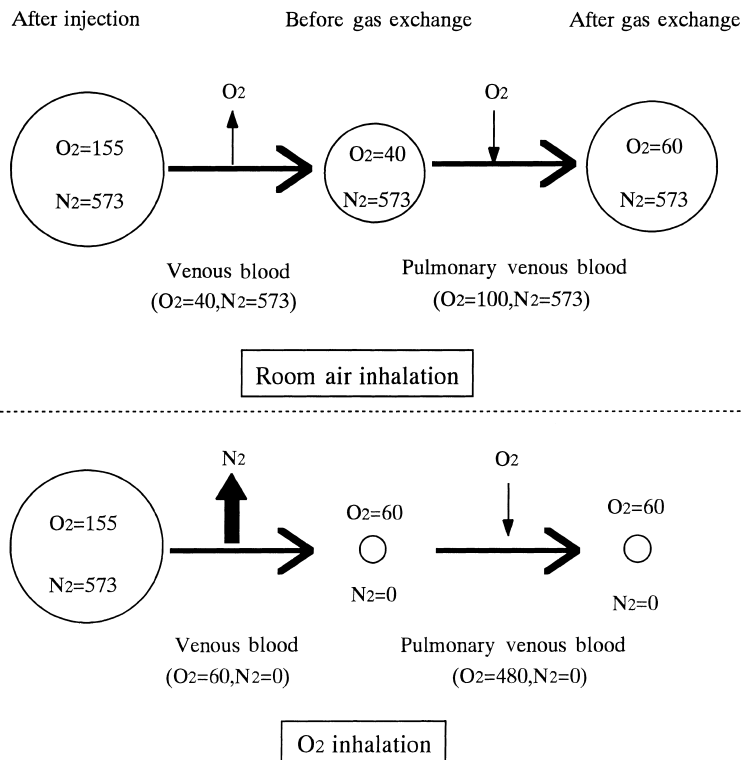 After injection Before gas exchange After gas exchange
O2 O2
O2=155 O2=40 O2=60
N2=573 N2=573 N2=573
Venous blood Pulmonary venous blood
(O2=40,N2=573) (O2=100,N2=573)
Room air inhalation
N2 O2
O2=155 O2=60 O2=60
N2=573 N2=0 N2=0
Venous blood Pulmonary venous blood
(O2=60,N2=0) (O2=480,N2=0)
O2 inhalation